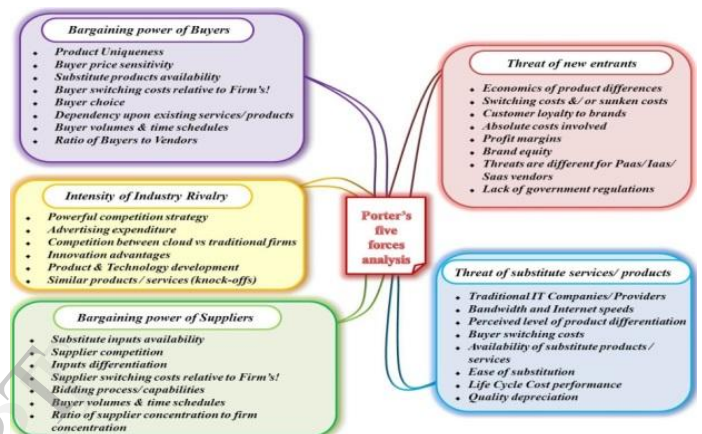 Bargaining power of Buyers
Product Uniqueness
Buyer price sensitivity
Substitute products availability
Buyer switching costs relative to Firm's!
Buyer choice
Dependency upon existing services/products
Buyer volumes & time schedules
Ratio of Buyers to Vendors
Intensity of Industry Rivalry
Powerful competition strategy
Advertising expenditure
Competition between cloud vs traditional firms
Innovation advantages
Product & Technology development
Similar products / services (knock-offs)
Bargaining power of Suppliers
Substitute inputs availability
Supplier competition
Inputs differentiation
Supplier switching costs relative to Firm's!
Bidding process/capabilities
Buyer volumes & time schedules
Ratio of supplier concentration to firm
concentration
Porter's
five
forces
analysis
Threat of new entrants
Economics of product differences
Switching costs &/ or sunken costs
Customer loyalty to brands
Absolute costs involved
Profit margins
Brand equity
Threats are different for Paas/Iaas/
Saas vendors
Lack of government regulations
Threat of substitute services/ products
Traditional IT Companies/Providers
Bandwidth and Internet speeds
Perceived level of product differentiation
Buyer switching costs
Availability of substitute products /
services
Ease of substitution
Life Cycle Cost performance
Quality depreciation